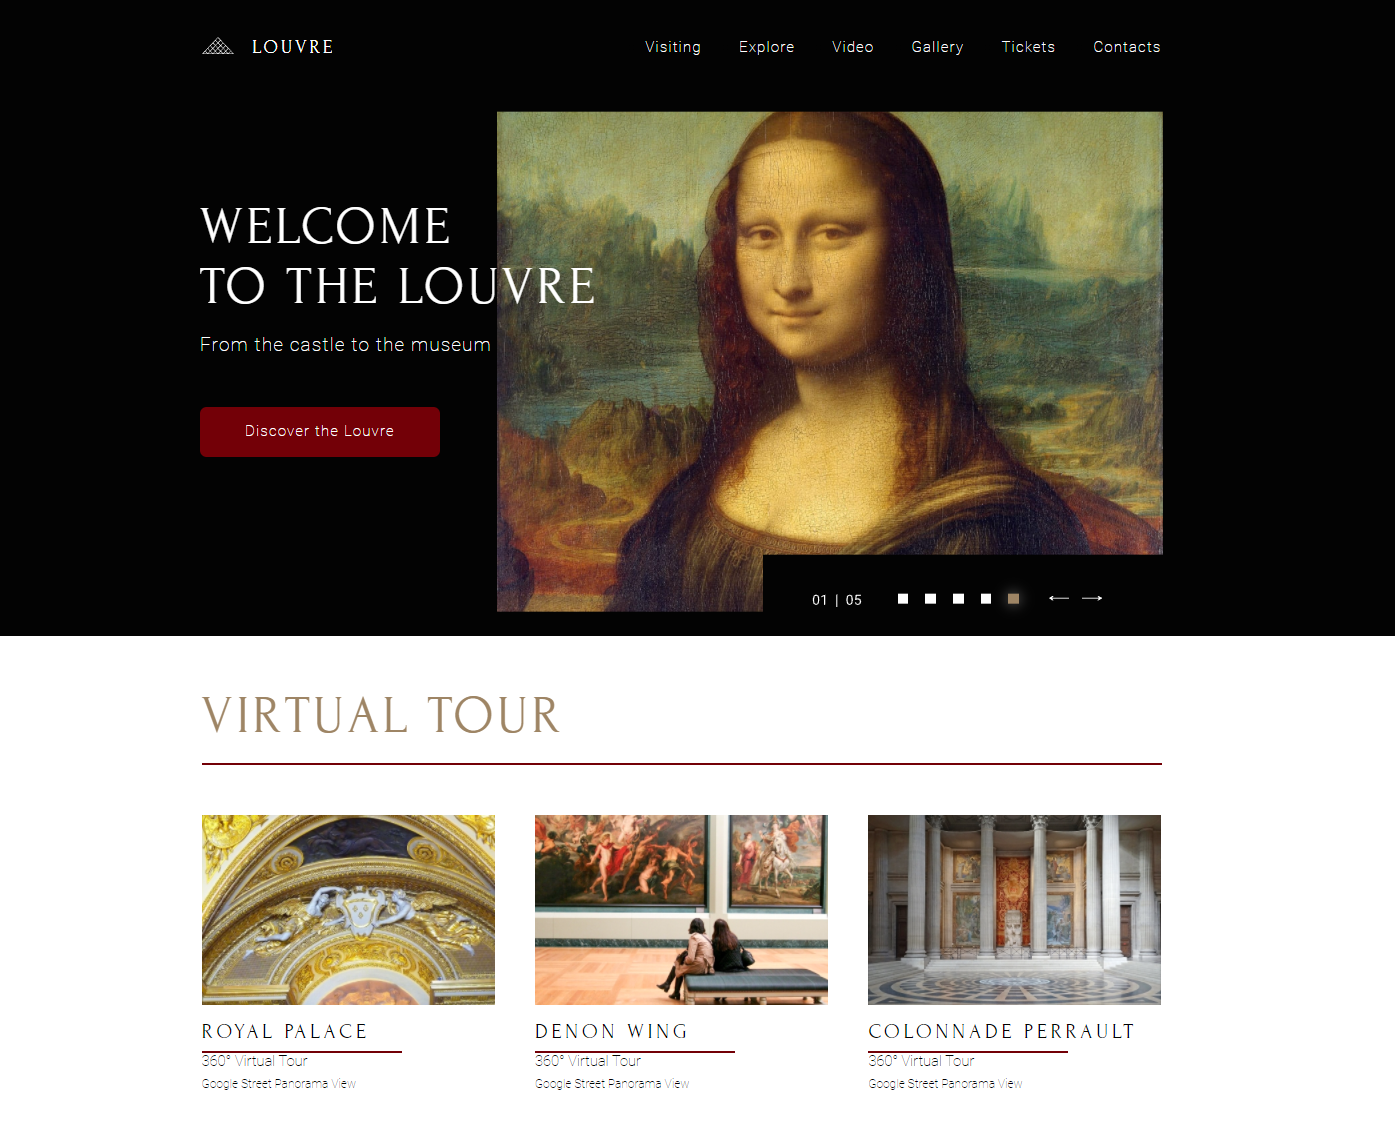 LOUVRE
Visiting Explore Video Gallery Tickets Contacts
WELCOME
TO THE LOUVRE
From the castle to the museum
Discover the Louvre
01 | 05
VIRTUAL TOUR
ROYAL PALACE
360° Virtual Tour
Google Street Panorama View
DENON WING
360° Virtual Tour
Google Street Panorama View
COLONNADE PERRAULT
360° Virtual Tour
Google Street Panorama View